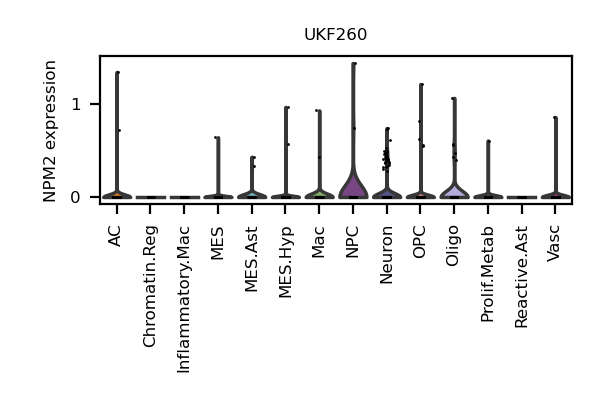 UKF260
NPM2 expression
1
0
AC
Chromatin.Reg
Inflammatory.Mac
MES
MES.Ast
MES.Hyp
Mac
NPC
Neuron
OPC
Oligo
Prolif.Metab
Reactive.Ast
Vasc